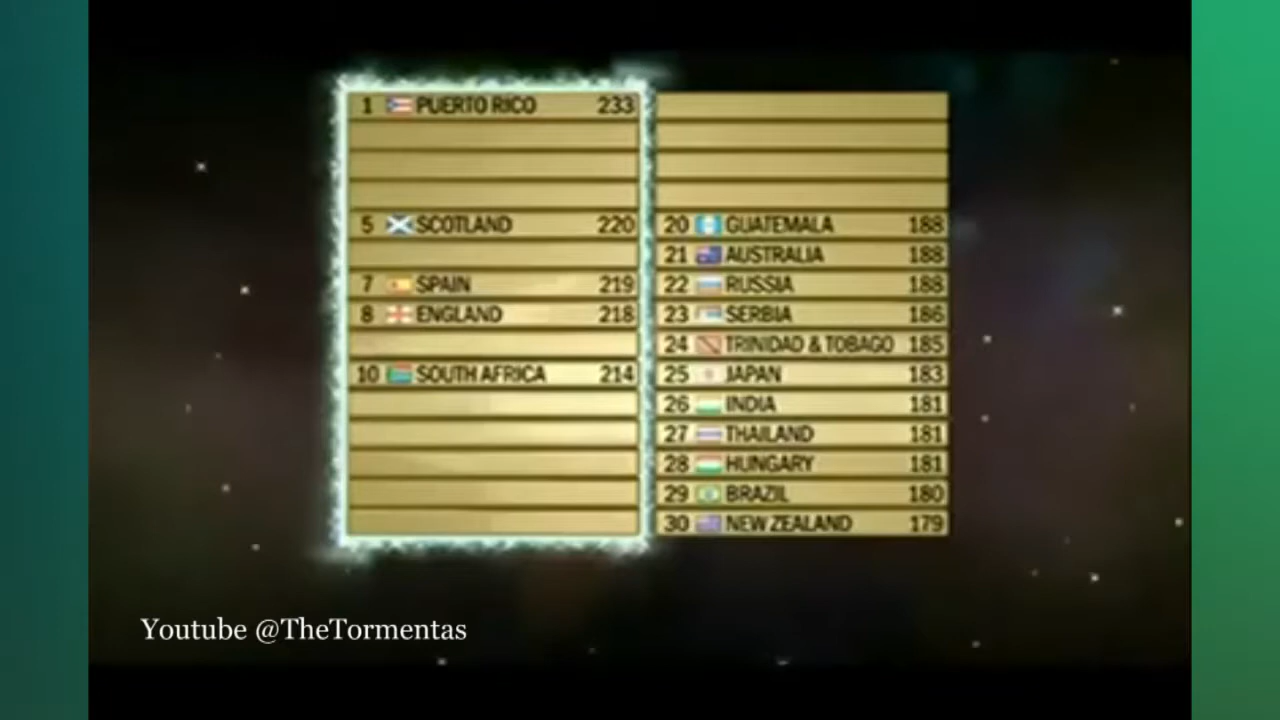 1 PUERTO RICO 233
5 SCOTLAND 220
7 SPAIN 219
8 ENGLAND 218
10 SOUTH AFRICA 214
20 GUATEMALA 188
21 AUSTRALIA 188
22 RUSSIA 188
23 SERBIA 186
24 TRINIDAD & TOBAGO 185
25 JAPAN 183
26 INDIA 181
27 THAILAND 181
28 HUNGARY 181
29 BRAZIL 180
30 NEW ZEALAND 179
Youtube @TheTormentas